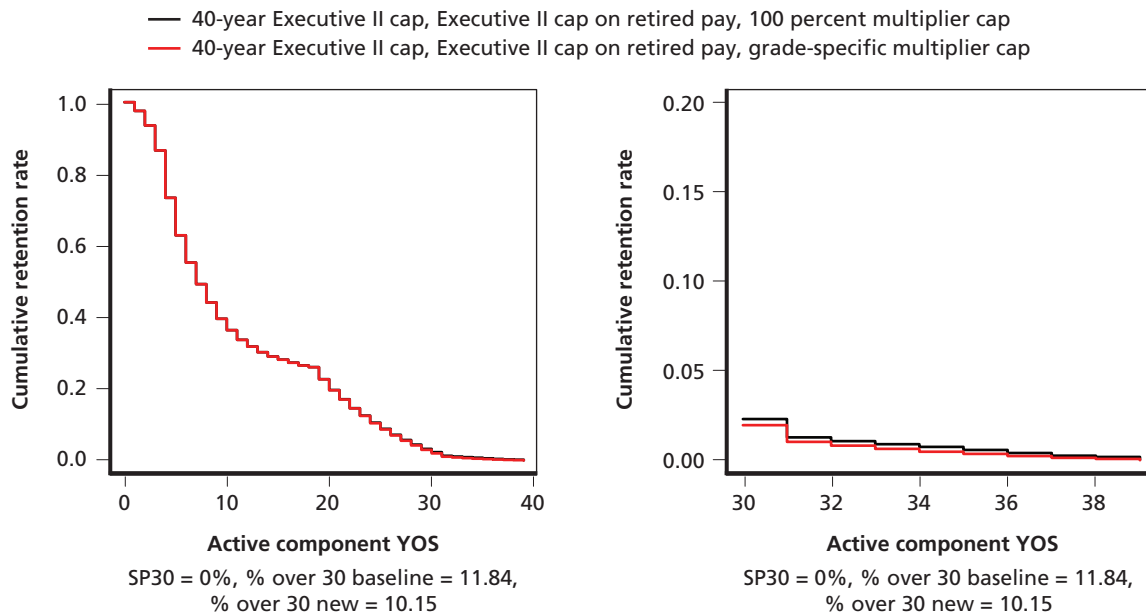 40-year Executive II cap, Executive II cap on retired pay, 100 percent multiplier cap
40-year Executive II cap, Executive II cap on retired pay, grade-specific multiplier cap
Cumulative retention rate
1.0
0.8
0.6
0.4
0.2
0.0
0
10
20
30
40
Active component YOS
SP30 = 0%, % over 30 baseline = 11.84,
% over 30 new = 10.15
Cumulative retention rate
0.20
0.15
0.10
0.05
0.00
30
32
34
36
38
Active component YOS
SP30 = 0%, % over 30 baseline = 11.84,
% over 30 new = 10.15